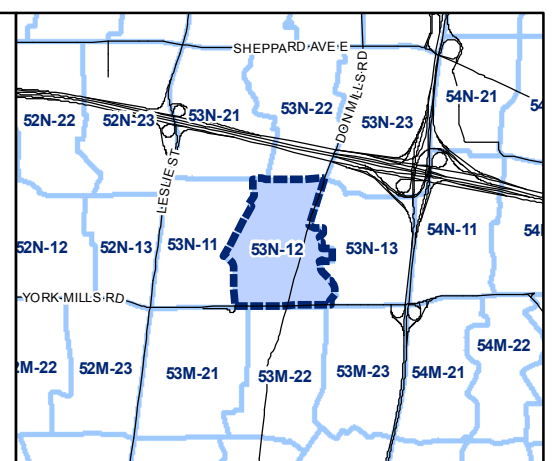 SHEPPARD AVE E
DON MILLS RD
54N-21
53N-22
52N-22
52N-23
53N-21
53N-23
54
LESLIE ST
54N-11
52N-12
52N-13
53N-11
53N-12
53N-13
54
YORK MILLS RD
54M-22
2M-22
52M-23
53M-21
53M-22
53M-23
54M-21